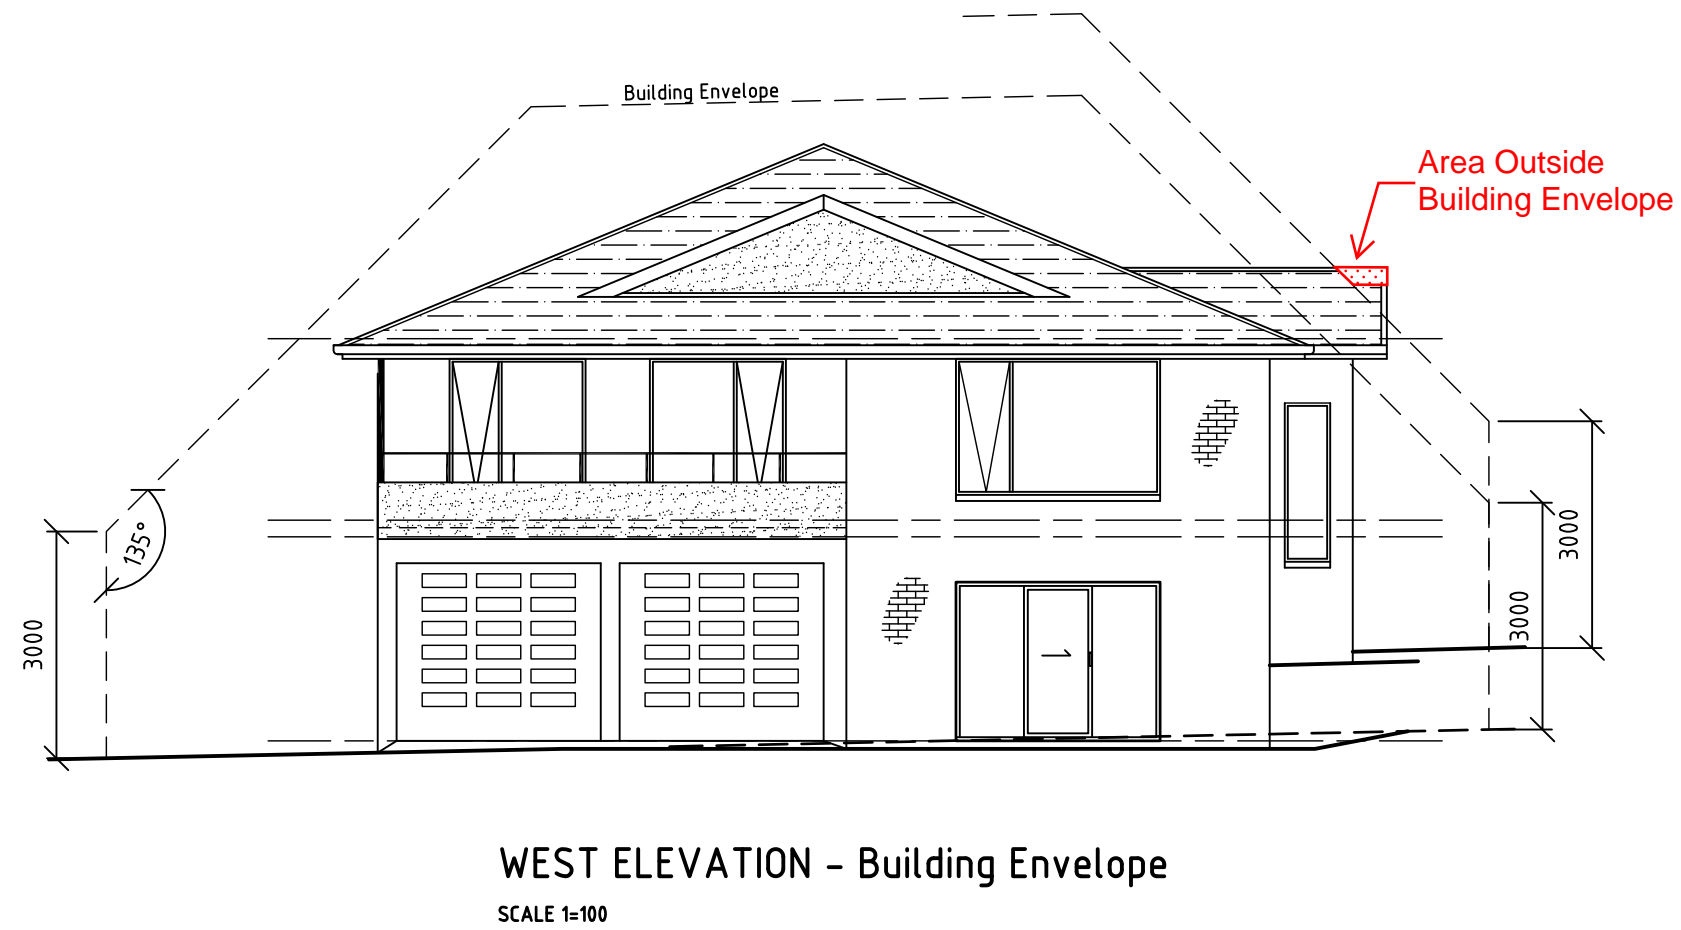 Building Envelope
Area Outside
Building Envelope
135°
3000
3000
3000
WEST ELEVATION - Building Envelope
SCALE 1=100